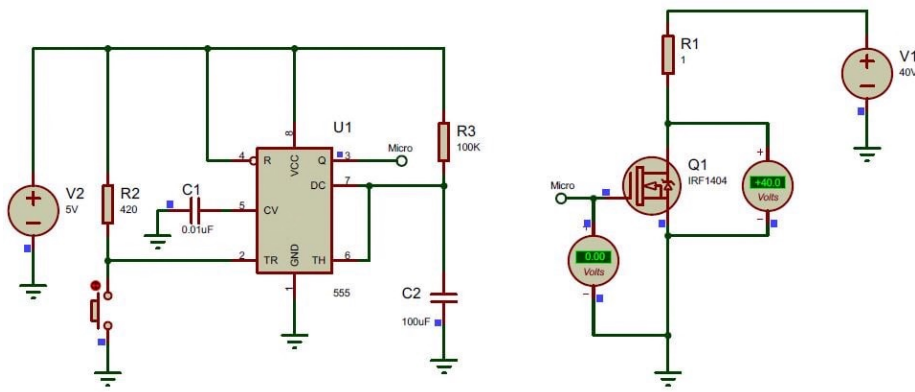 V2
5V
R2
420
C1
0.01uF
U1
4
R
8
VCC
Q
3
Micro
DC
7
5
CV
2
TR
GND
1
TH
6
555
R3
100K
C2
100uF
R1
1
V1
40V
Micro
Q1
IRF1404
+
+40.0
Volts
−
+
0.00
Volts
−